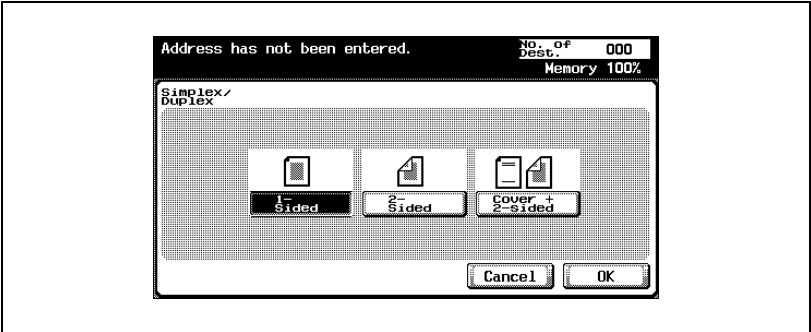 Address has not been entered.
No. of
Dest.
000
Memory 100%
Simplex/
Duplex
1-
Sided
2-
Sided
Cover +
2-sided
Cancel
OK